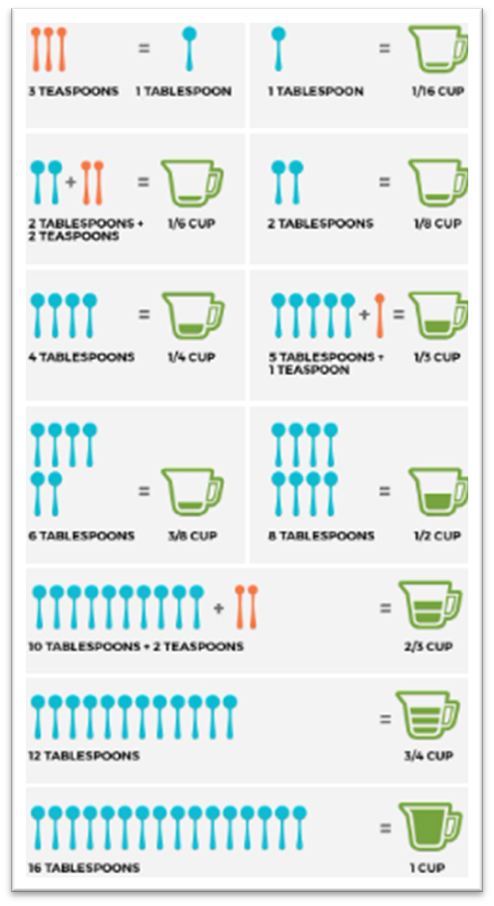 =
=
3 TEASPOONS 1 TABLESPOON
1 TABLESPOON 1/16 CUP
+ =
=
2 TABLESPOONS +
2 TEASPOONS
1/6 CUP
2 TABLESPOONS 1/8 CUP
=
+ =
4 TABLESPOONS 1/4 CUP
5 TABLESPOONS +
1 TEASPOON
1/3 CUP
=
=
6 TABLESPOONS 3/8 CUP
8 TABLESPOONS 1/2 CUP
+ =
10 TABLESPOONS + 2 TEASPOONS 2/3 CUP
=
12 TABLESPOONS 3/4 CUP
=
16 TABLESPOONS 1 CUP